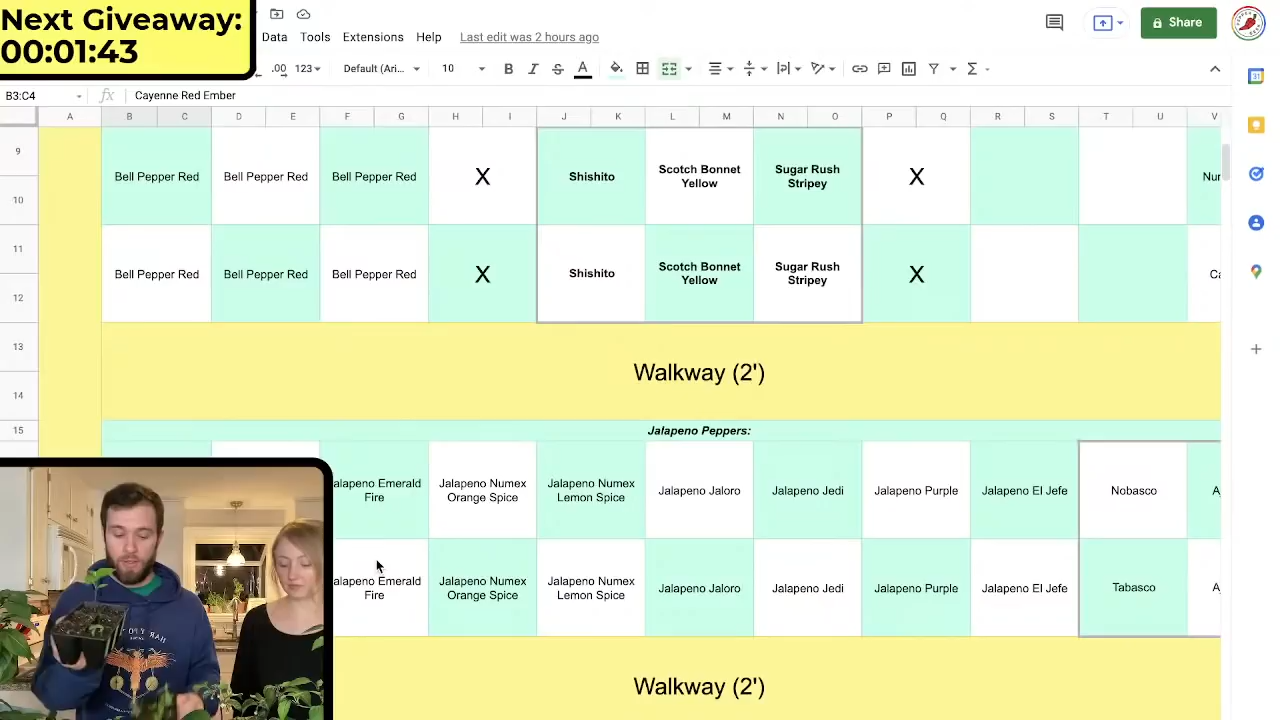 Next Giveaway:
00:01:43
Data Tools Extensions Help Last edit was 2 hours ago
Share
.00 123 Default (Ari... 10 B I A
B3:C4 fx Cayenne Red Ember
A B C D E F G H I J K L M N O P Q R S T U V
9
10
Bell Pepper Red
Bell Pepper Red
Bell Pepper Red
X
Shishito
Scotch Bonnet
Yellow
Sugar Rush
Stripey
X
11
12
Bell Pepper Red
Bell Pepper Red
Bell Pepper Red
X
Shishito
Scotch Bonnet
Yellow
Sugar Rush
Stripey
X
13
14
Walkway (2')
15
Jalapeno Peppers:
alapeno Emerald
Fire
Jalapeno Numex
Orange Spice
Jalapeno Numex
Lemon Spice
Jalapeno Jaloro
Jalapeno Jedi
Jalapeno Purple
Jalapeno El Jefe
Nobasco
alapeno Emerald
Fire
Jalapeno Numex
Orange Spice
Jalapeno Numex
Lemon Spice
Jalapeno Jaloro
Jalapeno Jedi
Jalapeno Purple
Jalapeno El Jefe
Tabasco
Walkway (2')